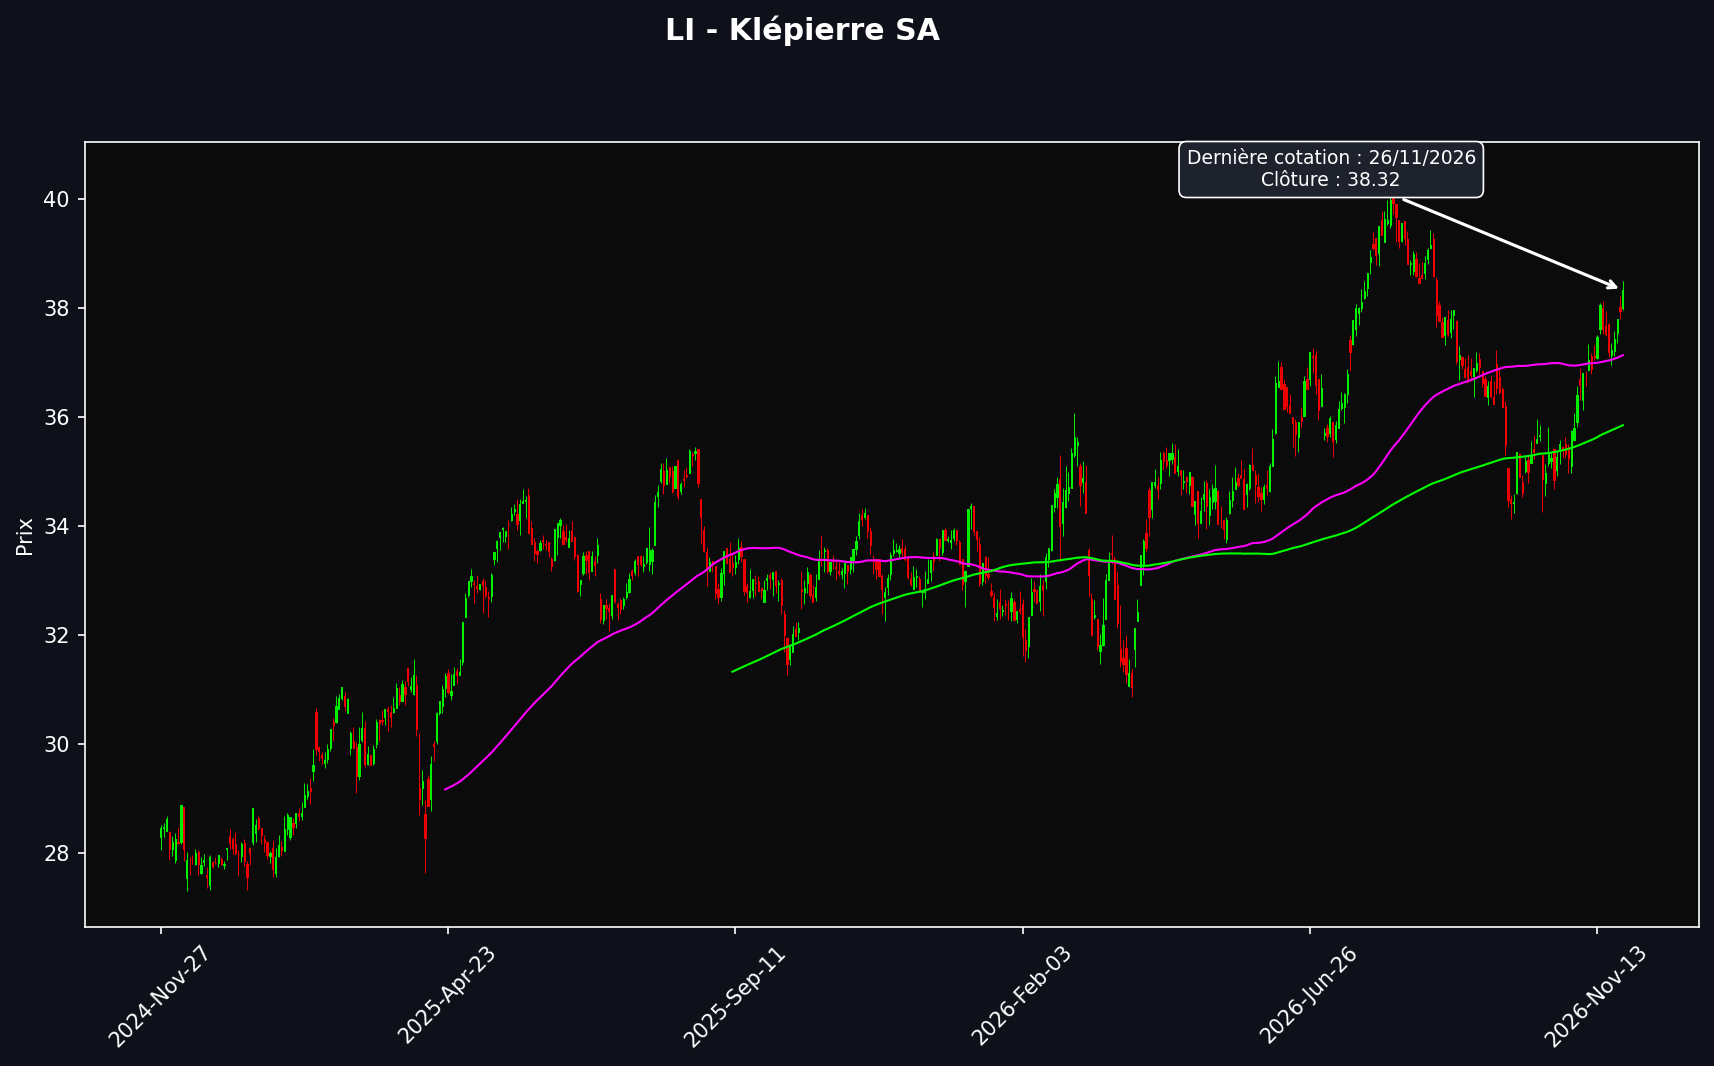 LI - Klépierre SA
Dernière cotation : 26/11/2026
Clôture : 38.32
Prix
40
38
36
34
32
30
28
2024-Nov-27
2025-Apr-23
2025-Sep-11
2026-Feb-03
2026-Jun-26
2026-Nov-13